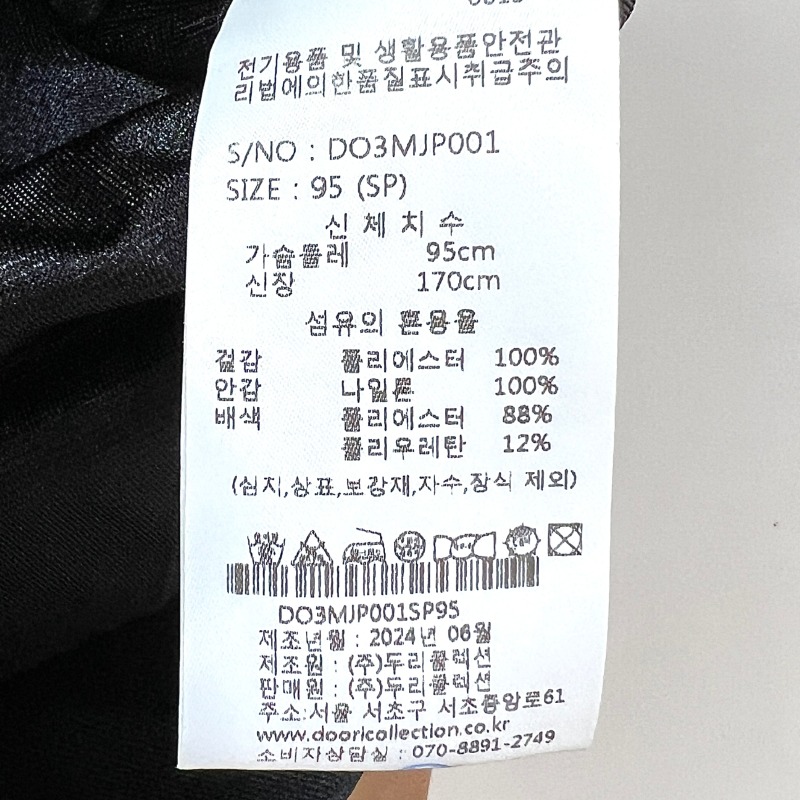 전기용품 및 생활용품안전관
리법에의한품질표시취급주의
S/NO : DO3MJP001
SIZE : 95 (SP)
신 체 치 수
가슴둘레 95cm
신장 170cm
섬유의 혼용율
겉감 폴리에스터 100%
안감 나일론 100%
배색 폴리에스터 88%
폴리우레탄 12%
(심지,상표,보강재,자수,장식 제외)
DO3MJP001SP95
제조년월 : 2024년 06월
제조원 : (주)두리콜렉션
판매원 : (주)두리콜렉션
주소:서울 서초구 서초중앙로61
www.dooricollection.co.kr
소비자상담실 : 070-8891-2749